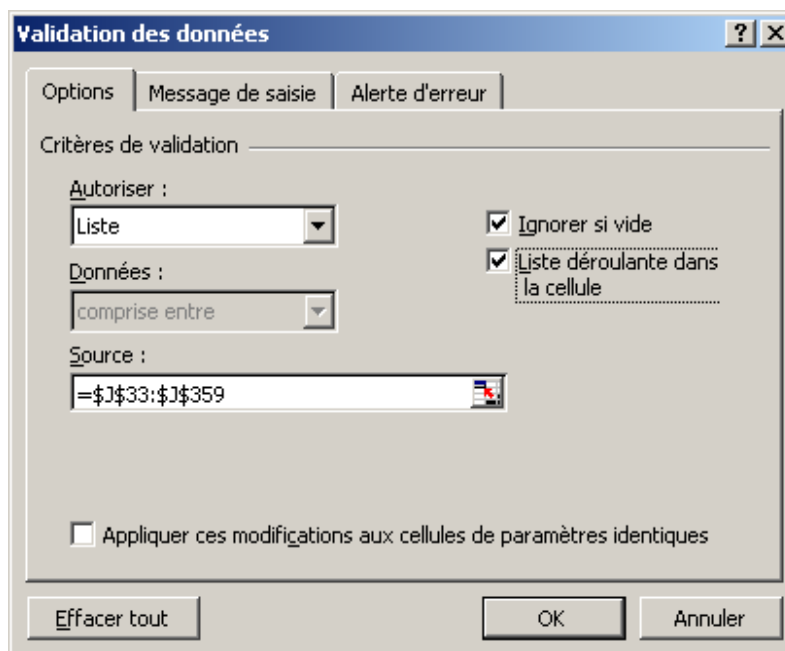 Validation des données
Options
Message de saisie
Alerte d'erreur
Critères de validation
Autoriser :
Liste
Ignorer si vide
Liste déroulante dans
la cellule
Données :
comprise entre
Source :
=$J$33:$J$359
Appliquer ces modifications aux cellules de paramètres identiques
Effacer tout
OK
Annuler